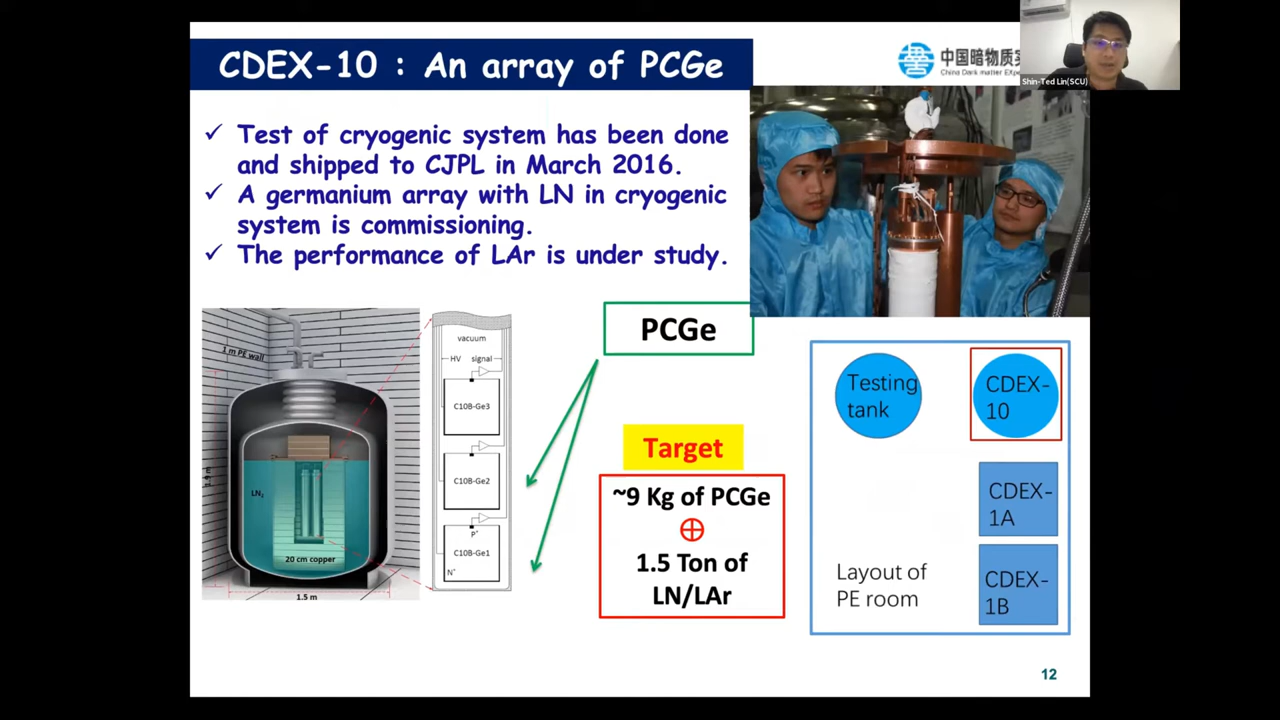 CDEX-10 : An array of PCGe
中国暗物质实
China Dark matter EXpe
Shin-Ted Lin(SCU)
✓ Test of cryogenic system has been done
and shipped to CJPL in March 2016.
✓ A germanium array with LN in cryogenic
system is commissioning.
✓ The performance of LAr is under study.
1 m PE wall
LN₂
20 cm copper
1.5 m
vacuum
HV signal
C10B-Ge3
C10B-Ge2
P⁺
C10B-Ge1
N⁺
PCGe
Target
~9 Kg of PCGe
⊕
1.5 Ton of
LN/LAr
Testing
tank
CDEX-
10
CDEX-
1A
CDEX-
1B
Layout of
PE room
12